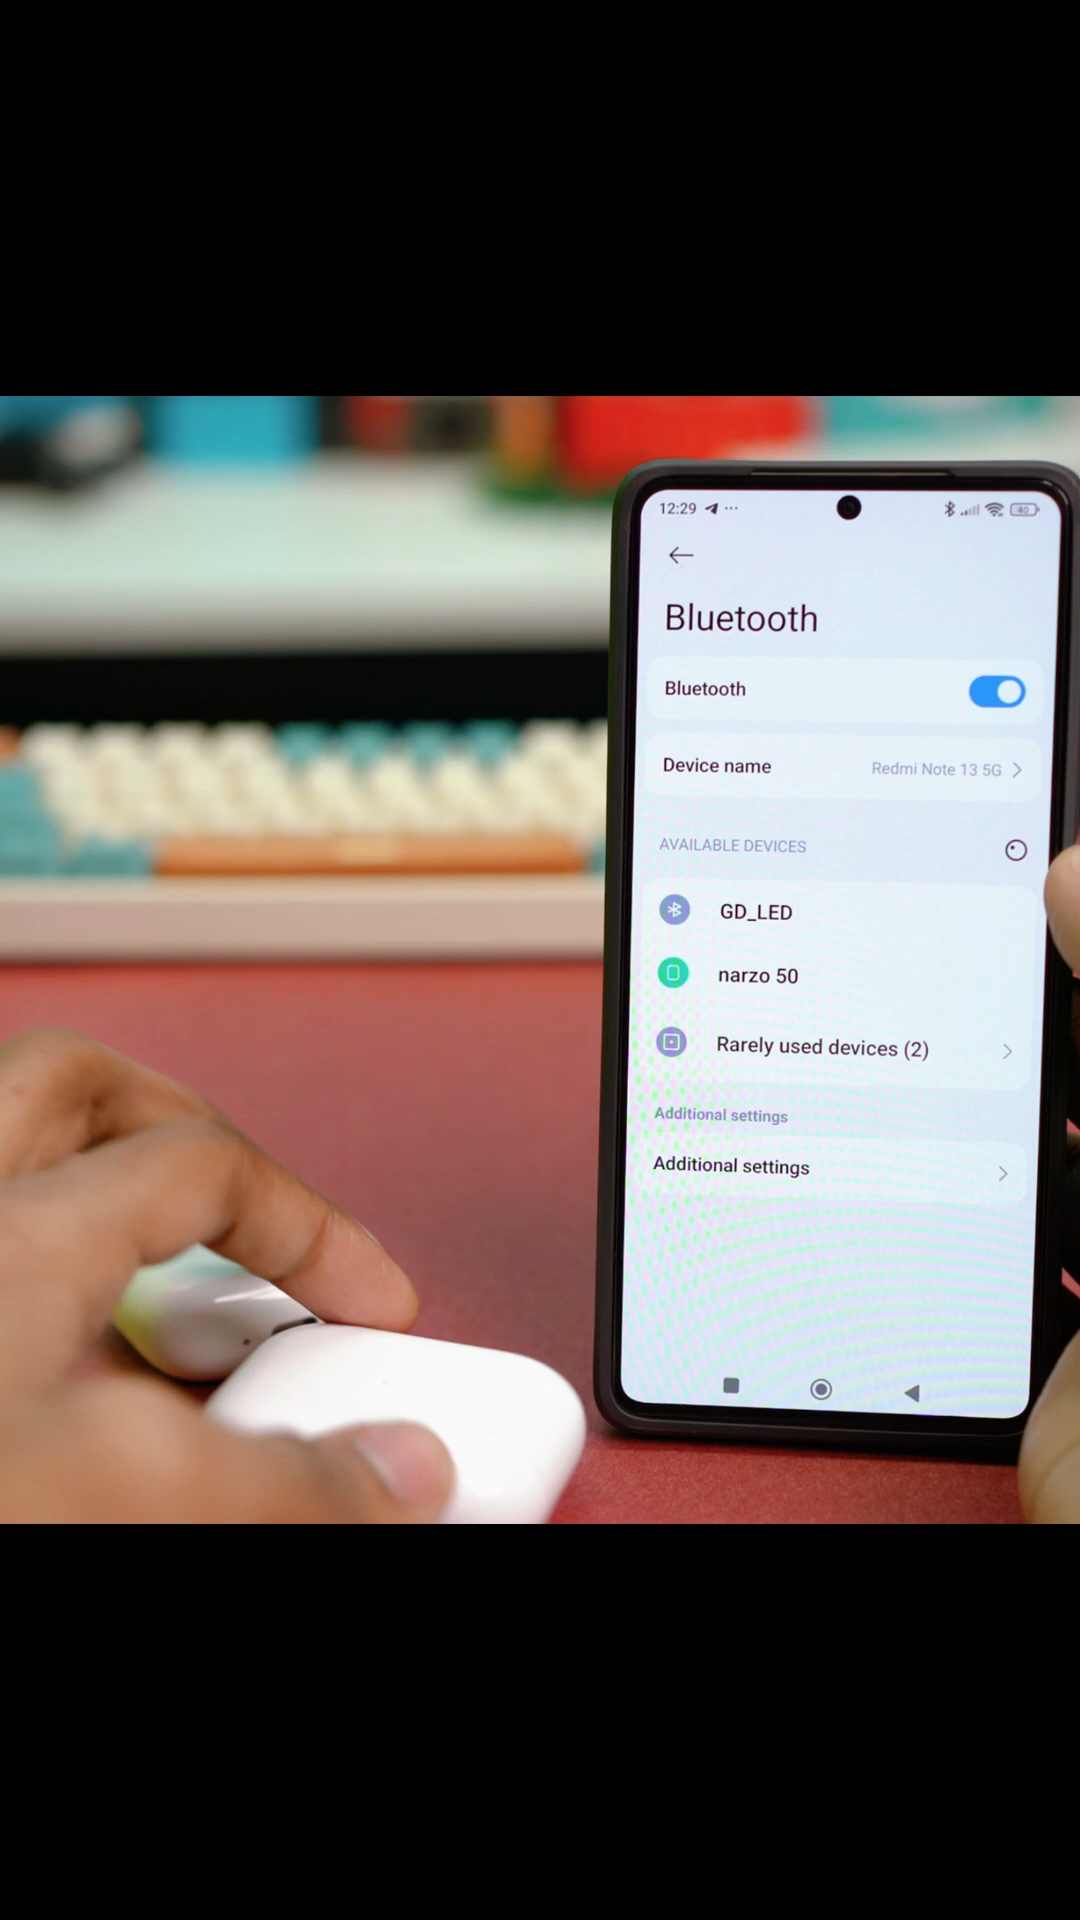 12:29
40
Bluetooth
Bluetooth
Device name Redmi Note 13 5G
AVAILABLE DEVICES
GD_LED
narzo 50
Rarely used devices (2)
Additional settings
Additional settings